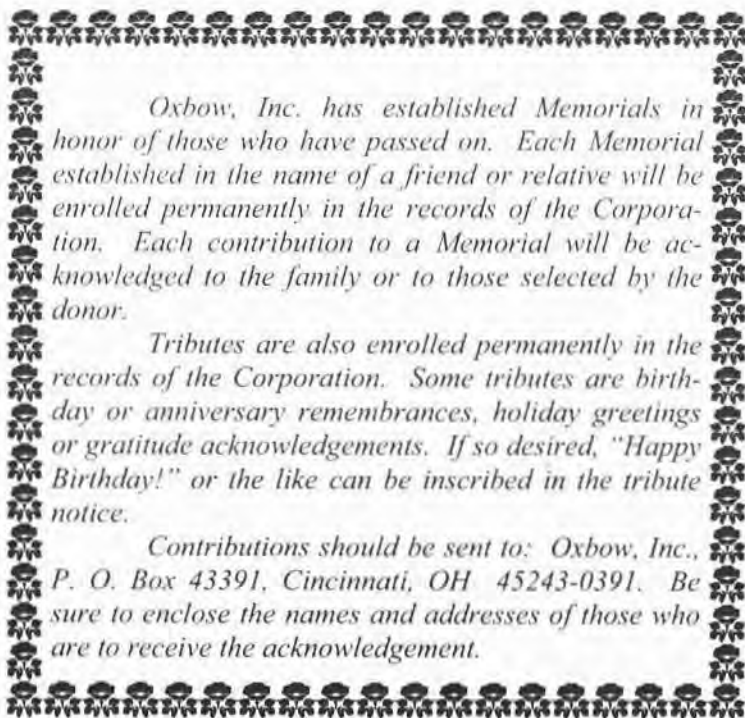 Oxbow, Inc. has established Memorials in
honor of those who have passed on. Each Memorial
established in the name of a friend or relative will be
enrolled permanently in the records of the Corpora-
tion. Each contribution to a Memorial will be ac-
knowledged to the family or to those selected by the
donor.
Tributes are also enrolled permanently in the
records of the Corporation. Some tributes are birth-
day or anniversary remembrances, holiday greetings
or gratitude acknowledgements. If so desired, "Happy
Birthday!" or the like can be inscribed in the tribute
notice.
Contributions should be sent to: Oxbow, Inc.,
P. O. Box 43391, Cincinnati, OH 45243-0391. Be
sure to enclose the names and addresses of those who
are to receive the acknowledgement.